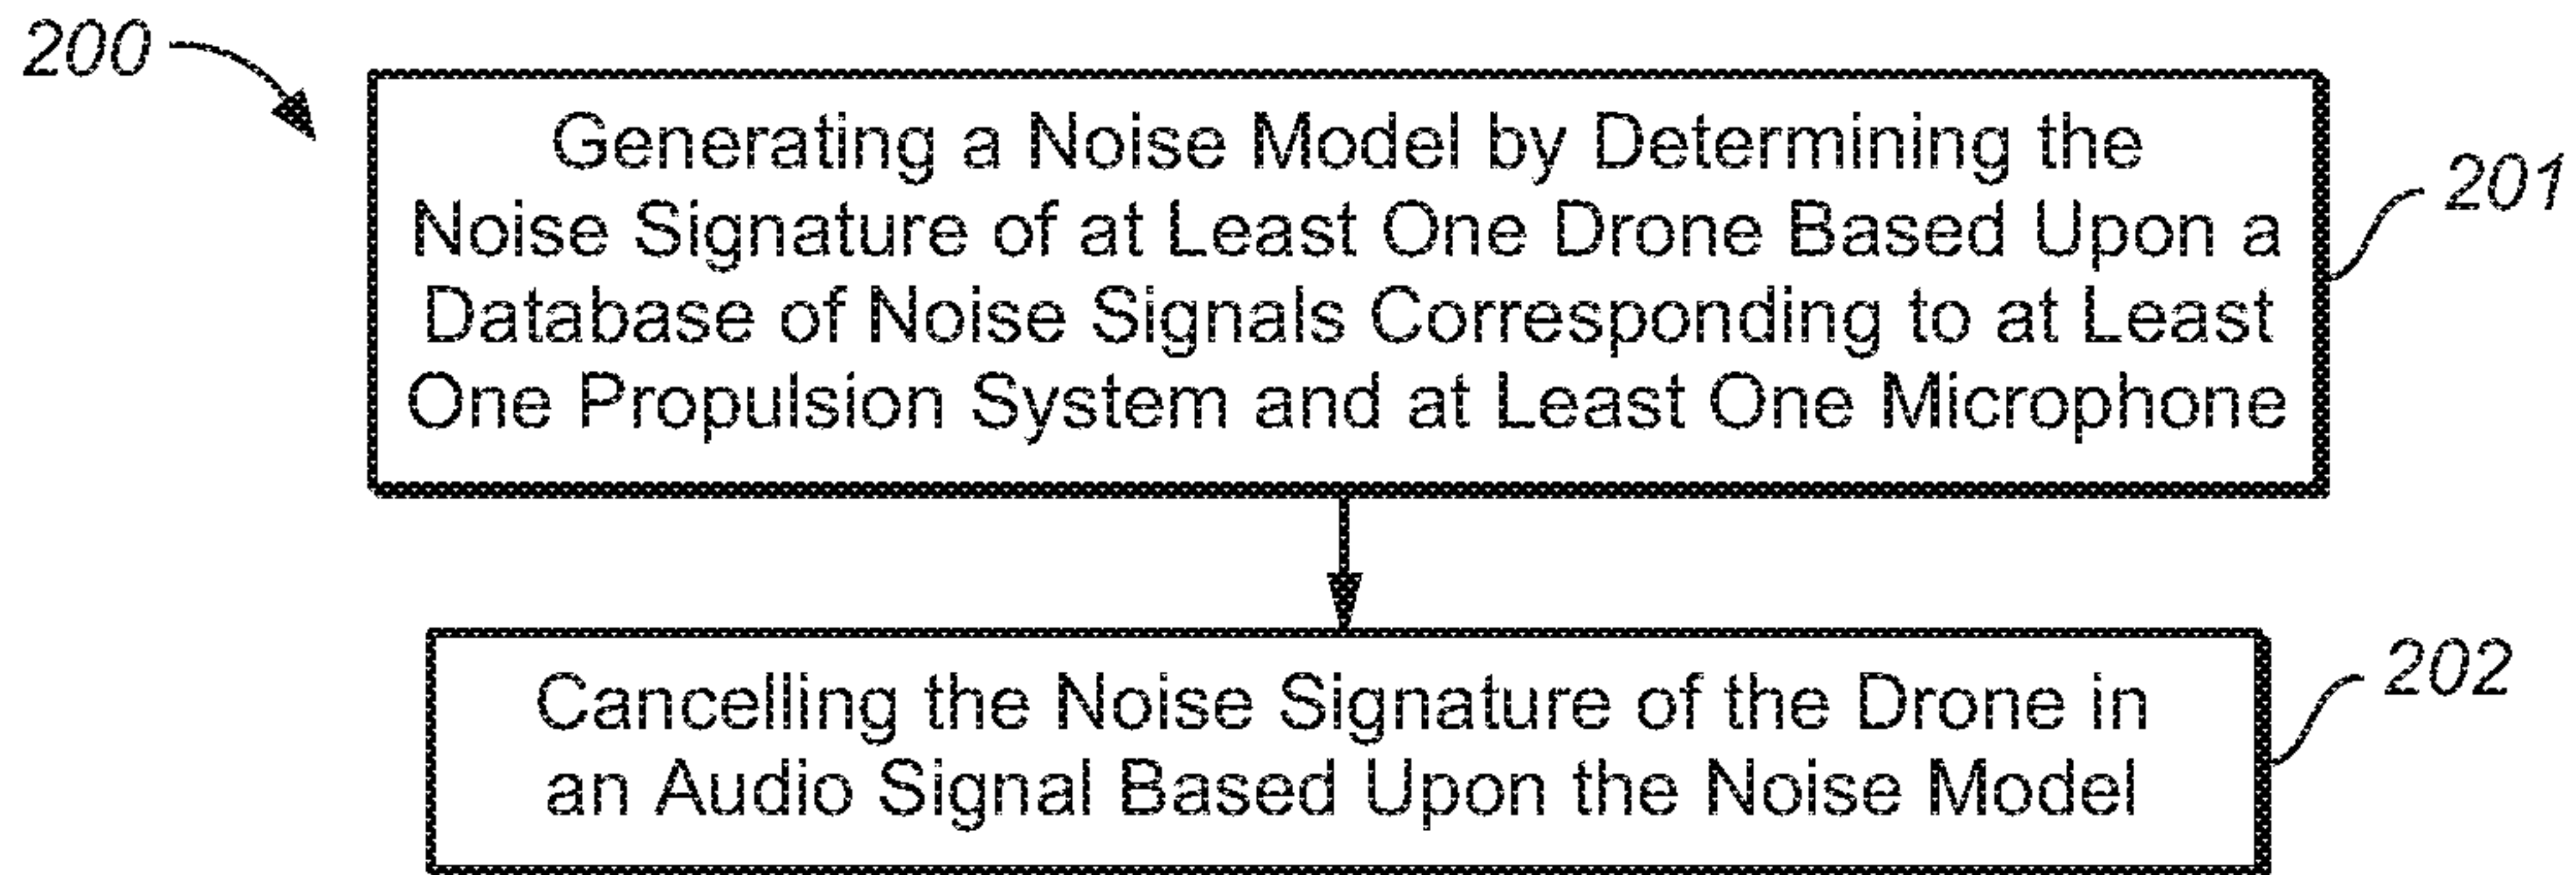 200
Generating a Noise Model by Determining the
Noise Signature of at Least One Drone Based Upon a
Database of Noise Signals Corresponding to at Least
One Propulsion System and at Least One Microphone
201
Cancelling the Noise Signature of the Drone in
an Audio Signal Based Upon the Noise Model
202